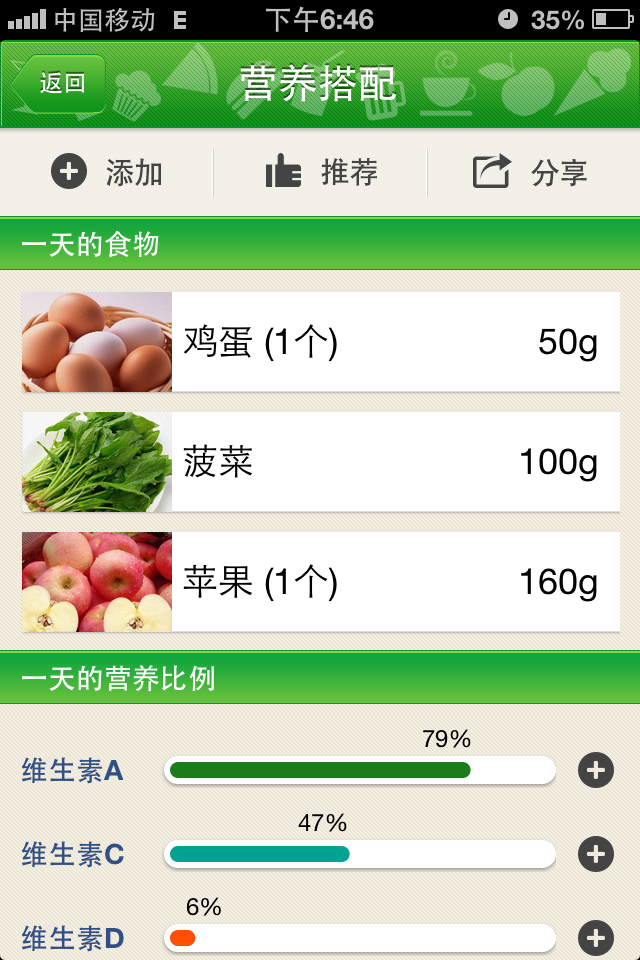 中国移动 E 下午6:46 35%
返回 营养搭配
添加 推荐 分享
一天的食物
鸡蛋 (1个) 50g
菠菜 100g
苹果 (1个) 160g
一天的营养比例
79%
维生素A
47%
维生素C
6%
维生素D